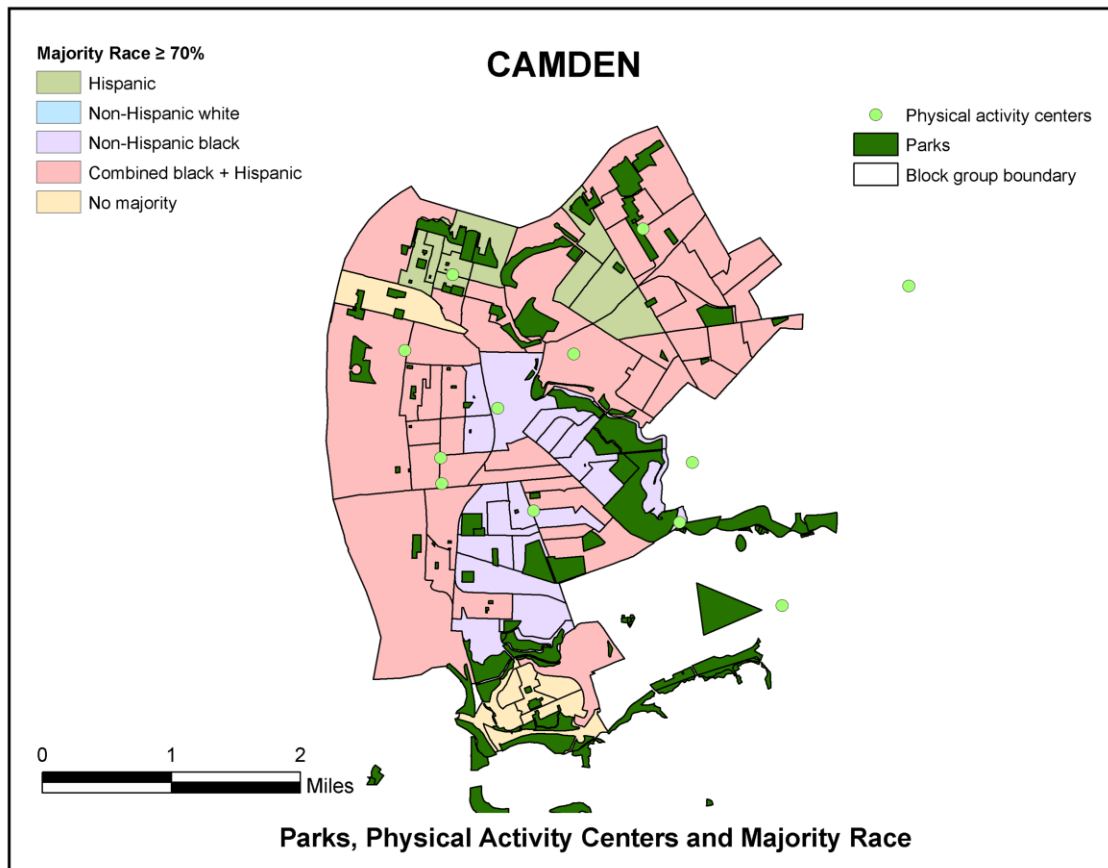 CAMDEN
Majority Race ≥ 70%
Hispanic
Non-Hispanic white
Non-Hispanic black
Combined black + Hispanic
No majority
Physical activity centers
Parks
Block group boundary
0 1 2
Miles
Parks, Physical Activity Centers and Majority Race